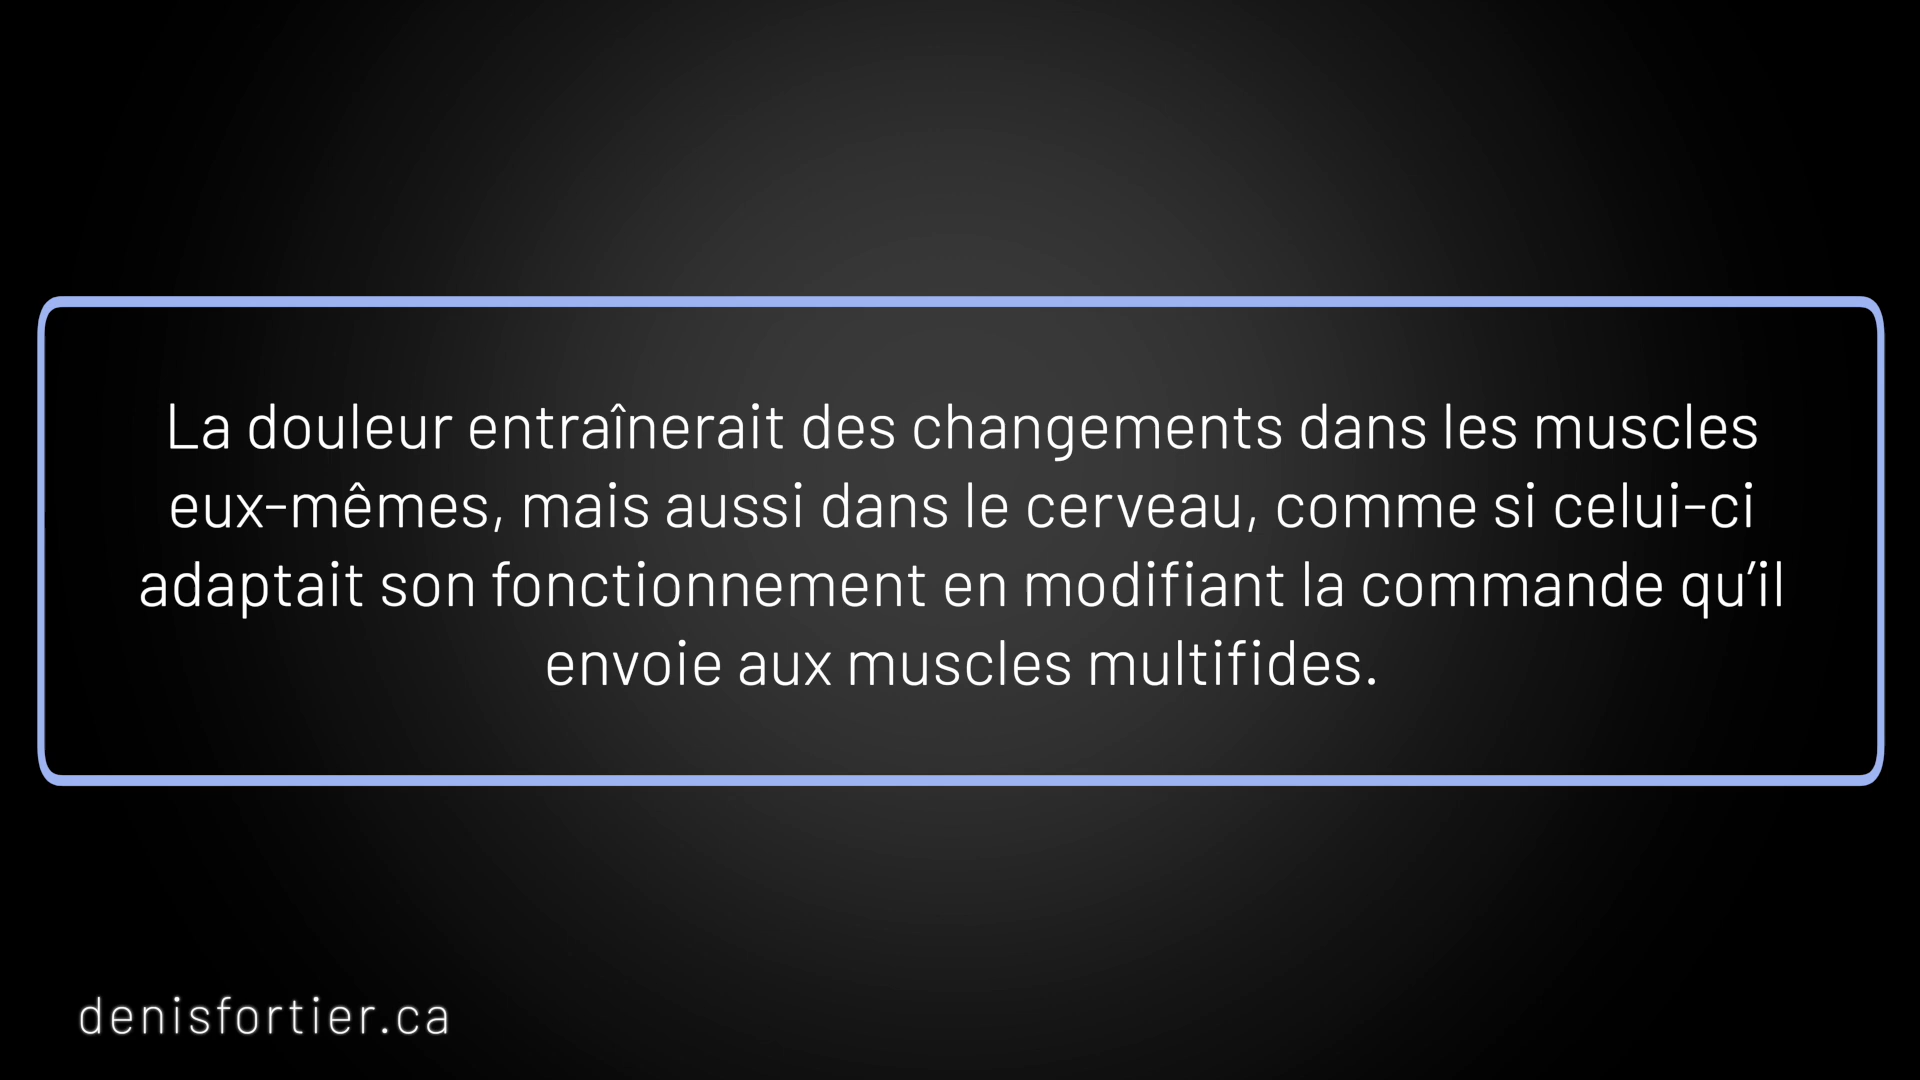 La douleur entraînerait des changements dans les muscles
eux-mêmes, mais aussi dans le cerveau, comme si celui-ci
adaptait son fonctionnement en modifiant la commande qu’il
envoie aux muscles multifides.
denisfortier.ca